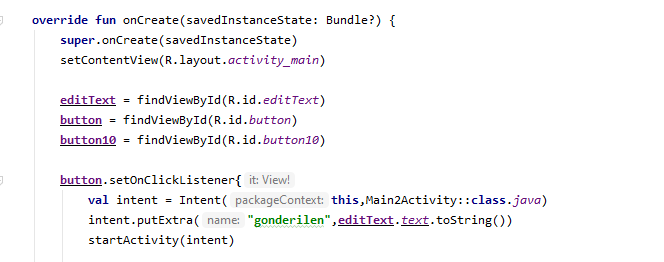 override fun onCreate(savedInstanceState: Bundle?) {
super.onCreate(savedInstanceState)
setContentView(R.layout.activity_main)
editText = findViewById(R.id.editText)
button = findViewById(R.id.button)
button10 = findViewById(R.id.button10)
button.setOnClickListener{ it: View!
val intent = Intent( packageContext: this,Main2Activity::class.java)
intent.putExtra( name: "gonderilen",editText.text.toString())
startActivity(intent)